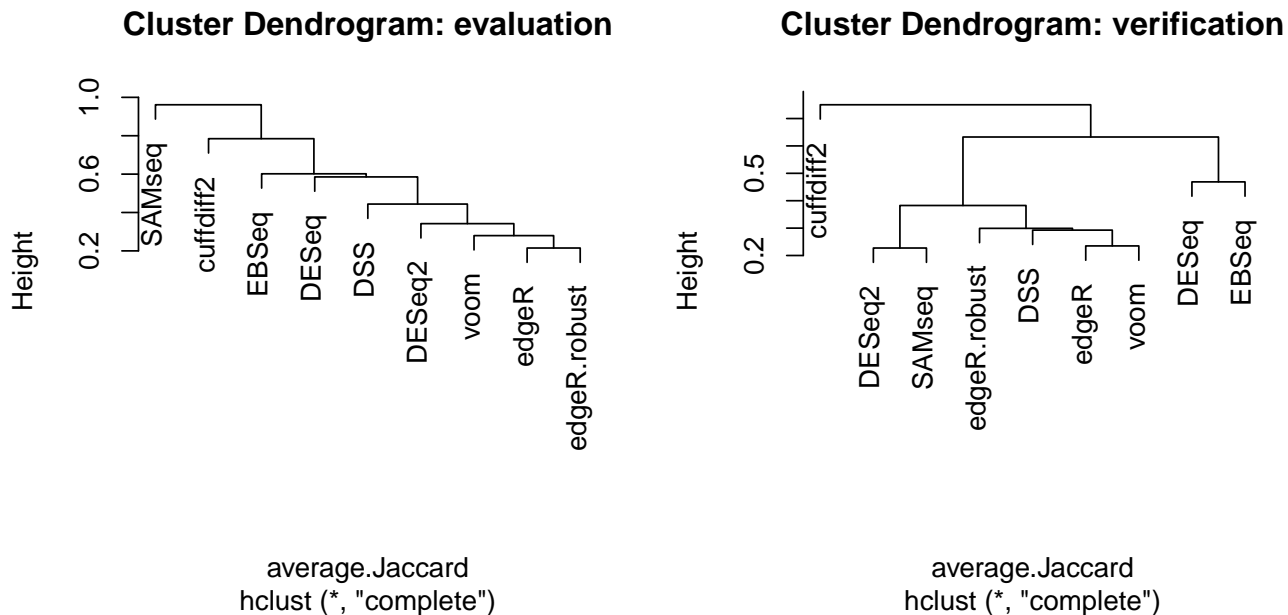 Cluster Dendrogram: evaluation
Height
0.2
0.6
1.0
SAMseq
cuffdiff2
EBSeq
DESeq
DSS
DESeq2
voom
edgeR
edgeR.robust
average.Jaccard
hclust (*, "complete")
Cluster Dendrogram: verification
Height
0.2
0.5
cuffdiff2
DESeq2
SAMseq
edgeR.robust
DSS
edgeR
voom
DESeq
EBSeq
average.Jaccard
hclust (*, "complete")